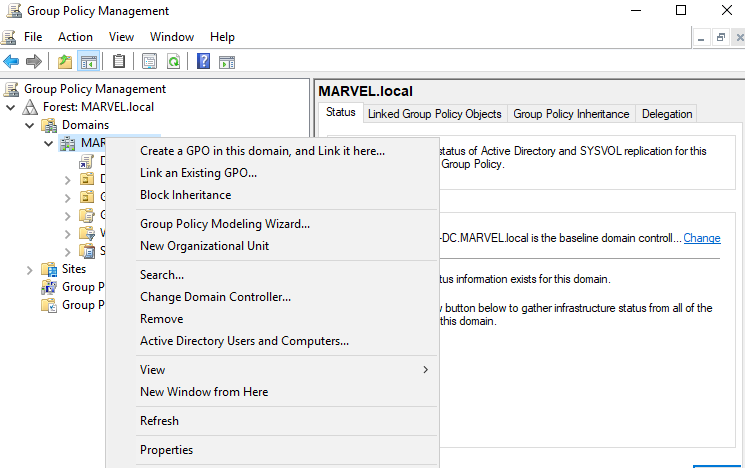 Group Policy Management
File Action View Window Help
Group Policy Management
Forest: MARVEL.local
Domains
MAR
D
D
G
G
W
S
Sites
Group P
Group P
Create a GPO in this domain, and Link it here...
Link an Existing GPO...
Block Inheritance
Group Policy Modeling Wizard...
New Organizational Unit
Search...
Change Domain Controller...
Remove
Active Directory Users and Computers...
View
New Window from Here
Refresh
Properties
MARVEL.local
Status Linked Group Policy Objects Group Policy Inheritance Delegation
status of Active Directory and SYSVOL replication for this
Group Policy.
-DC.MARVEL.local is the baseline domain controll... Change
tus information exists for this domain.
w button below to gather infrastructure status from all of the
this domain.